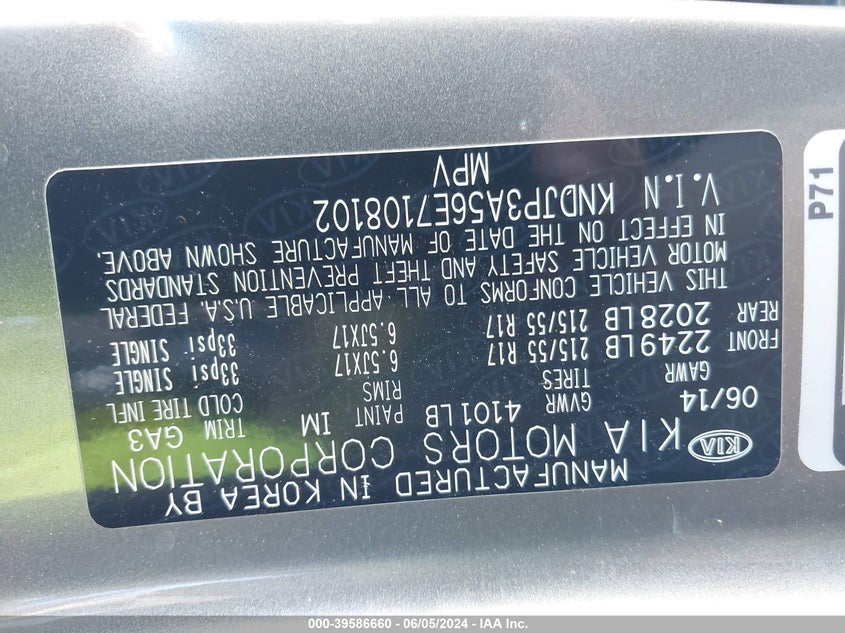 MANUFACTURED IN KOREA BY
KIA KIA MOTORS CORPORATION
06/14 GVWR 4101LB PAINT IM TRIM GA3
GAWR TIRES RIMS COLD TIRE INFL
FRONT 2249LB 215/55 R17 6.5JX17 33psi SINGLE
REAR 2028LB 215/55 R17 6.5JX17 33psi SINGLE
THIS VEHICLE CONFORMS TO ALL APPLICABLE U.S.A. FEDERAL
MOTOR VEHICLE SAFETY AND THEFT PREVENTION STANDARDS
IN EFFECT ON THE DATE OF MANUFACTURE SHOWN ABOVE.
V.I.N KNDJP3A56E7108102
MPV
P71
000-39586660 - 06/05/2024 - IAA Inc.